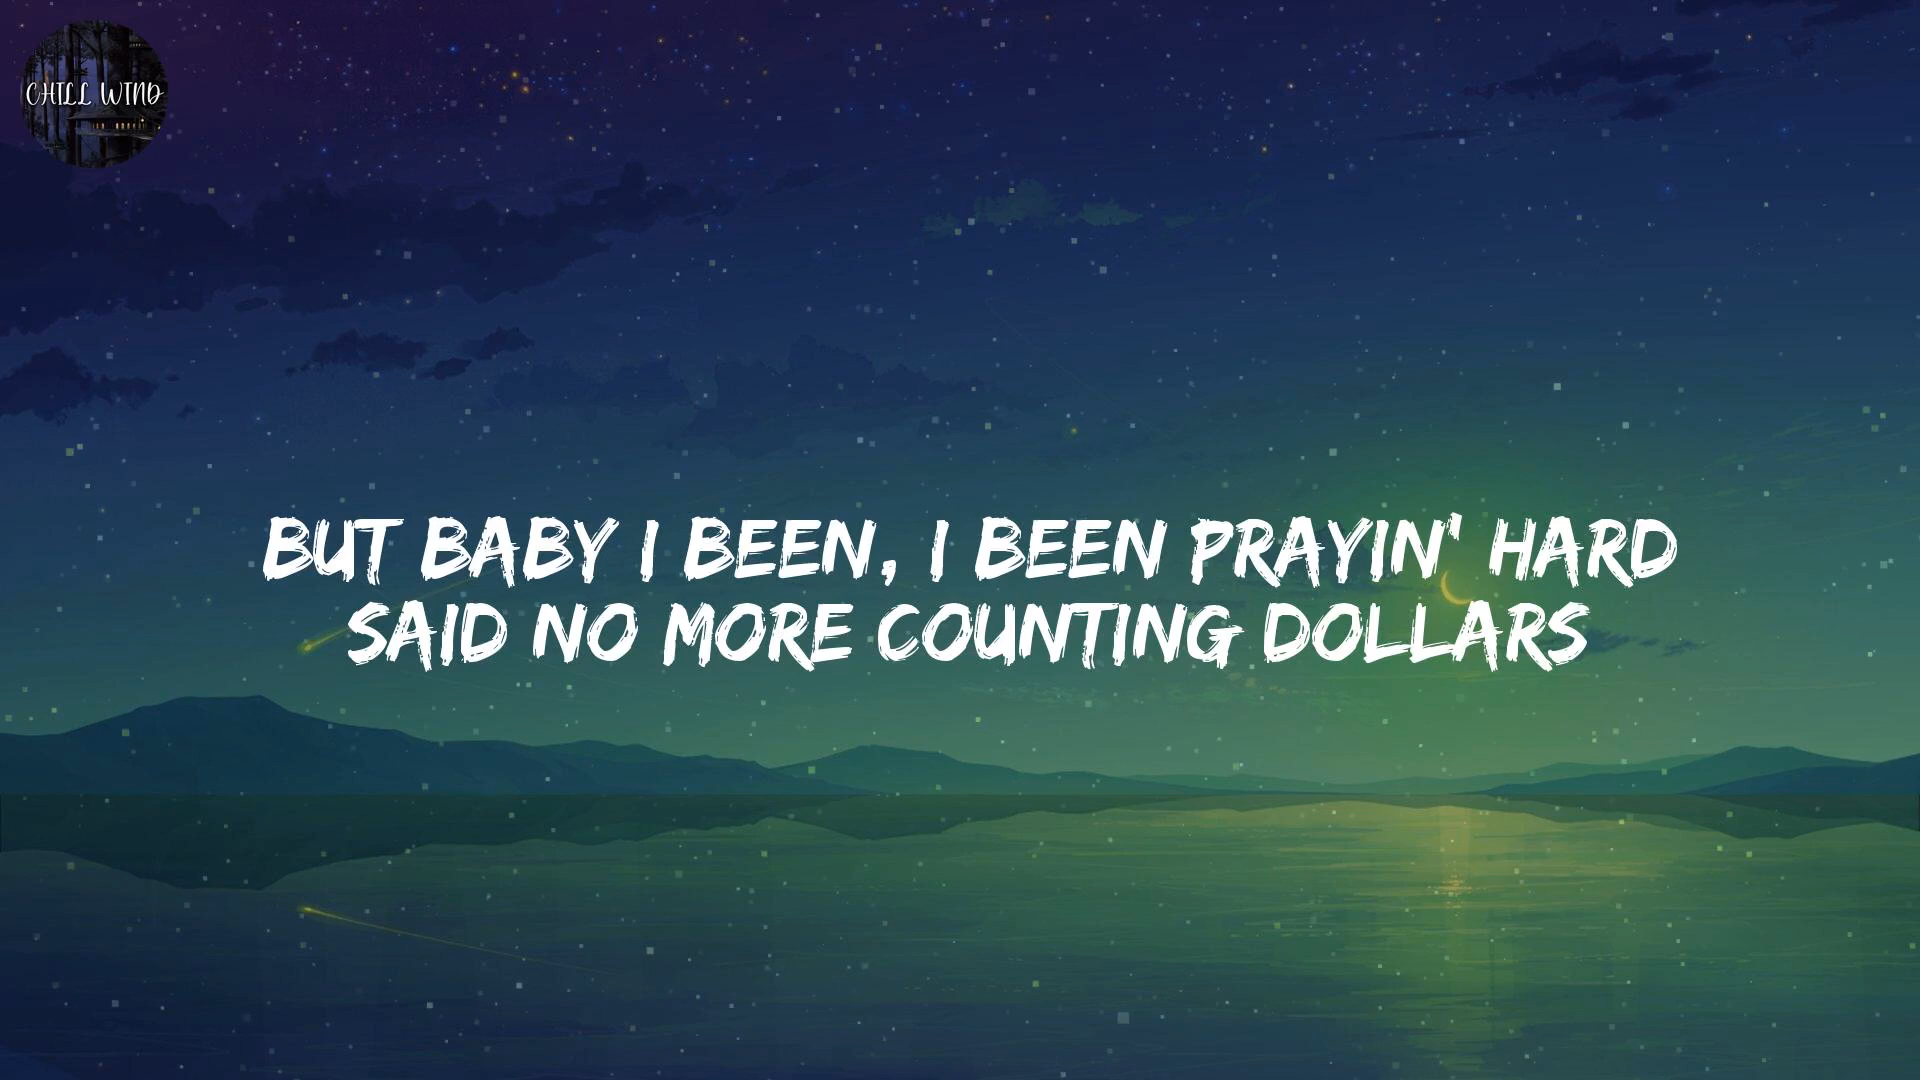 CHILL WIND
BUT BABY I BEEN, I BEEN PRAYIN' HARD
SAID NO MORE COUNTING DOLLARS